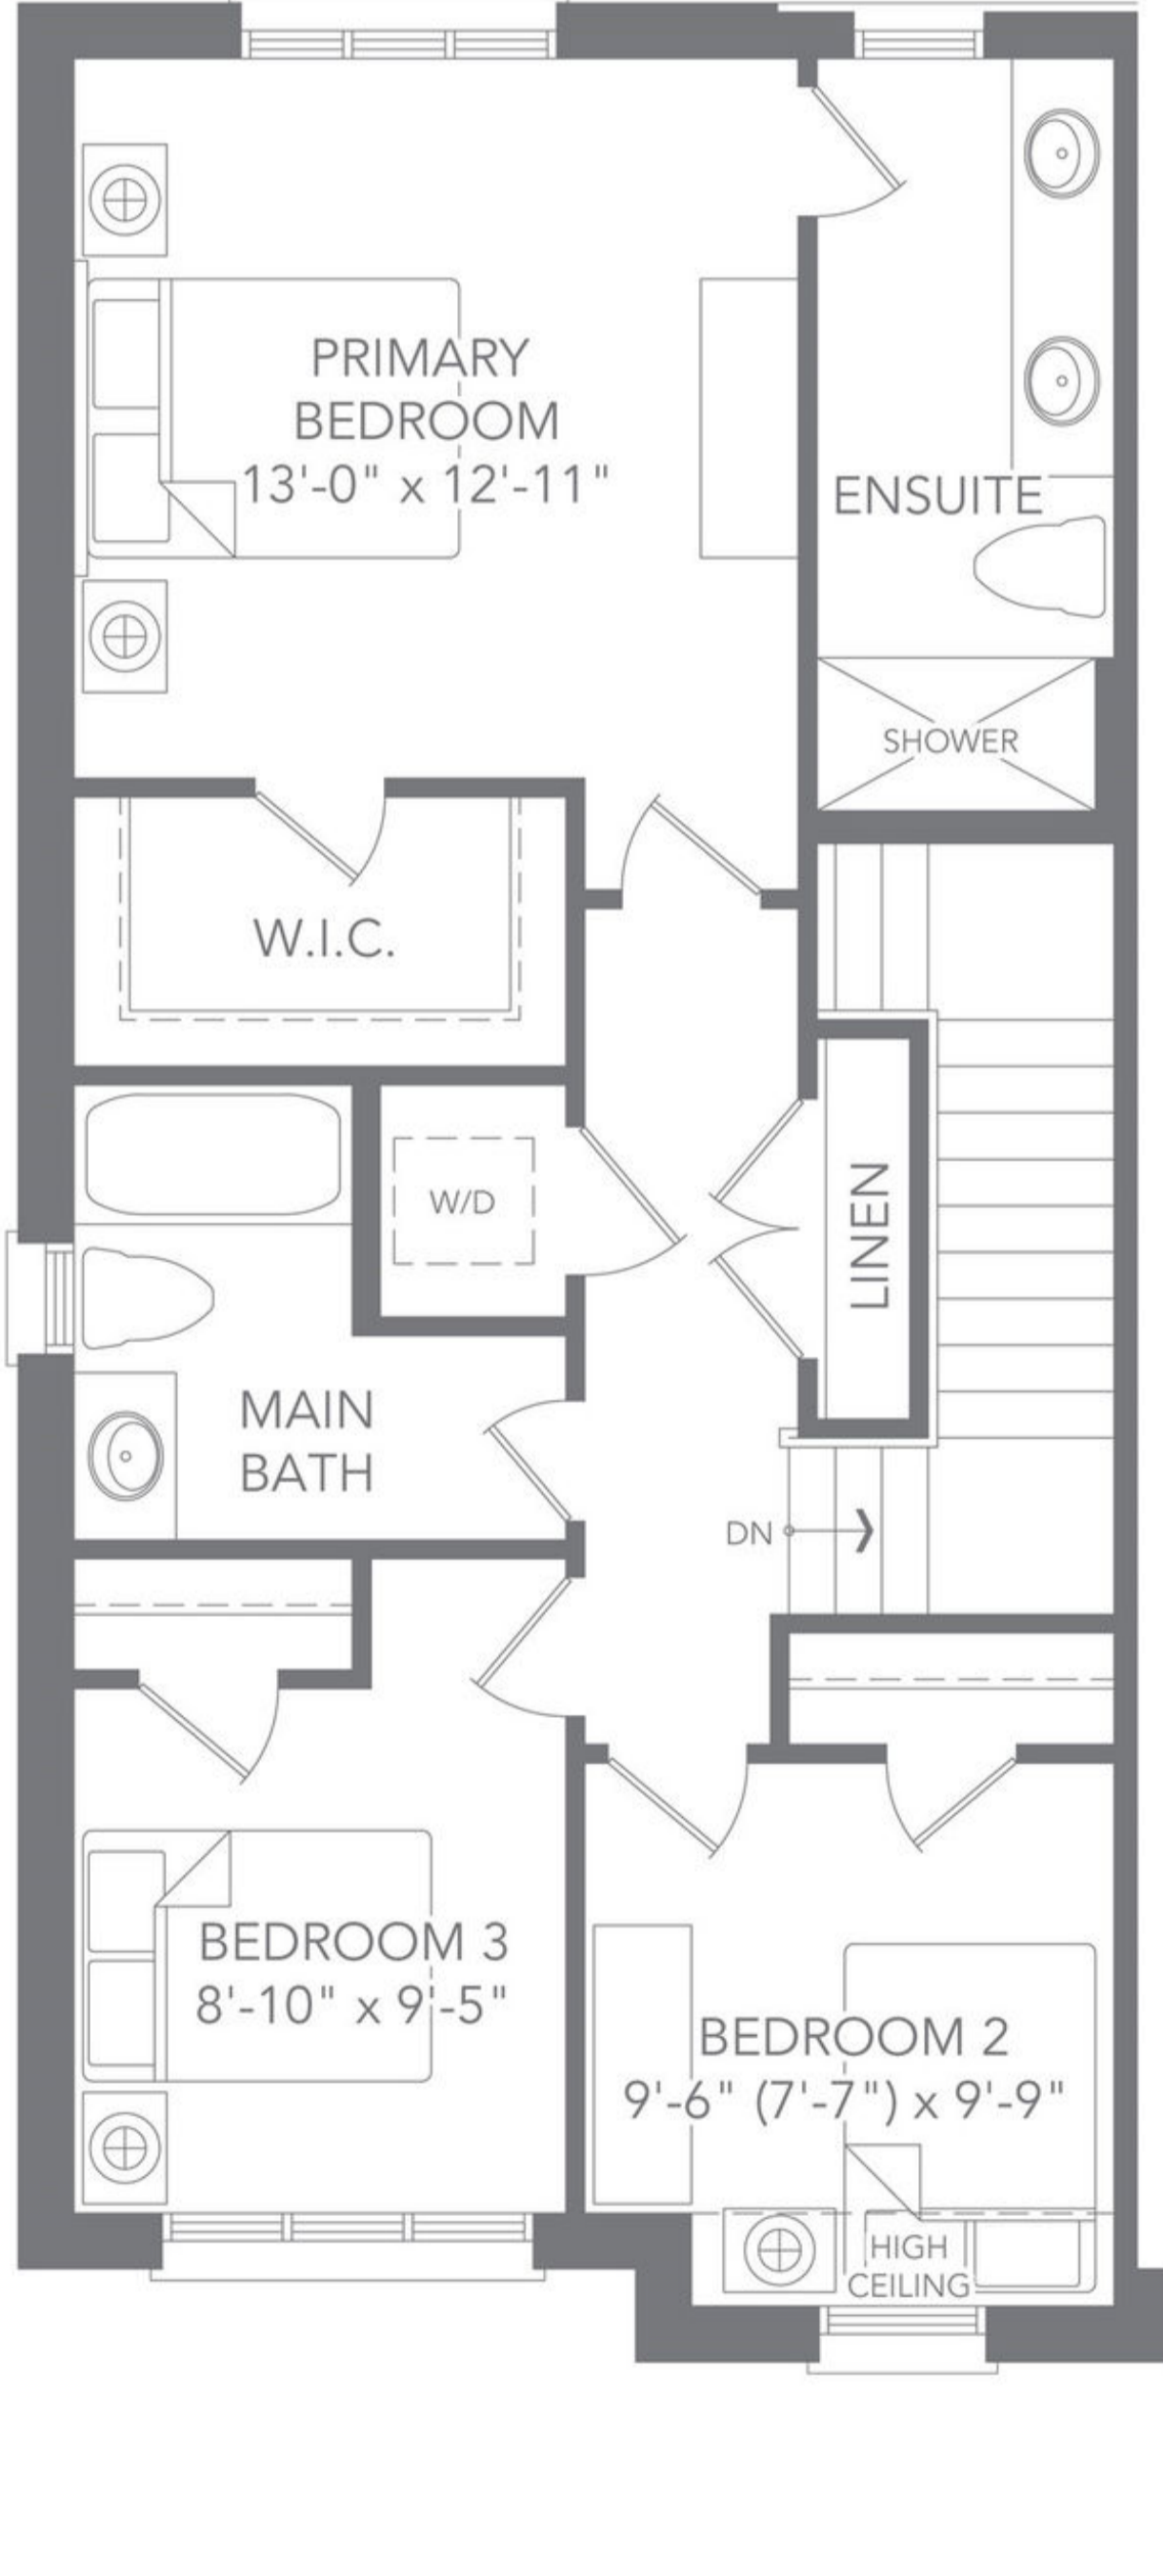 PRIMARY
BEDROOM
13'-0" x 12'-11"
ENSUITE
SHOWER
W.I.C.
W/D
LINEN
MAIN
BATH
DN
BEDROOM 3
8'-10" x 9'-5"
BEDROOM 2
9'-6" (7'-7") x 9'-9"
HIGH
CEILING